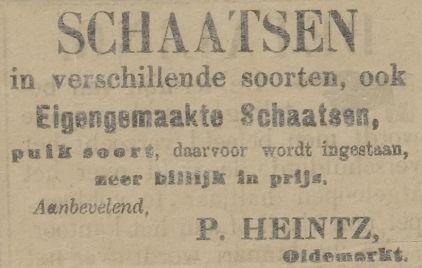 SCHAATSEN
in verschillende soorten, ook
Eigengemaakte Schaatsen,
puik soort, daarvoor wordt ingestaan,
zeer billijk in prijs.
Aanbevelend,
P. HEINTZ,
Oldemarkt.